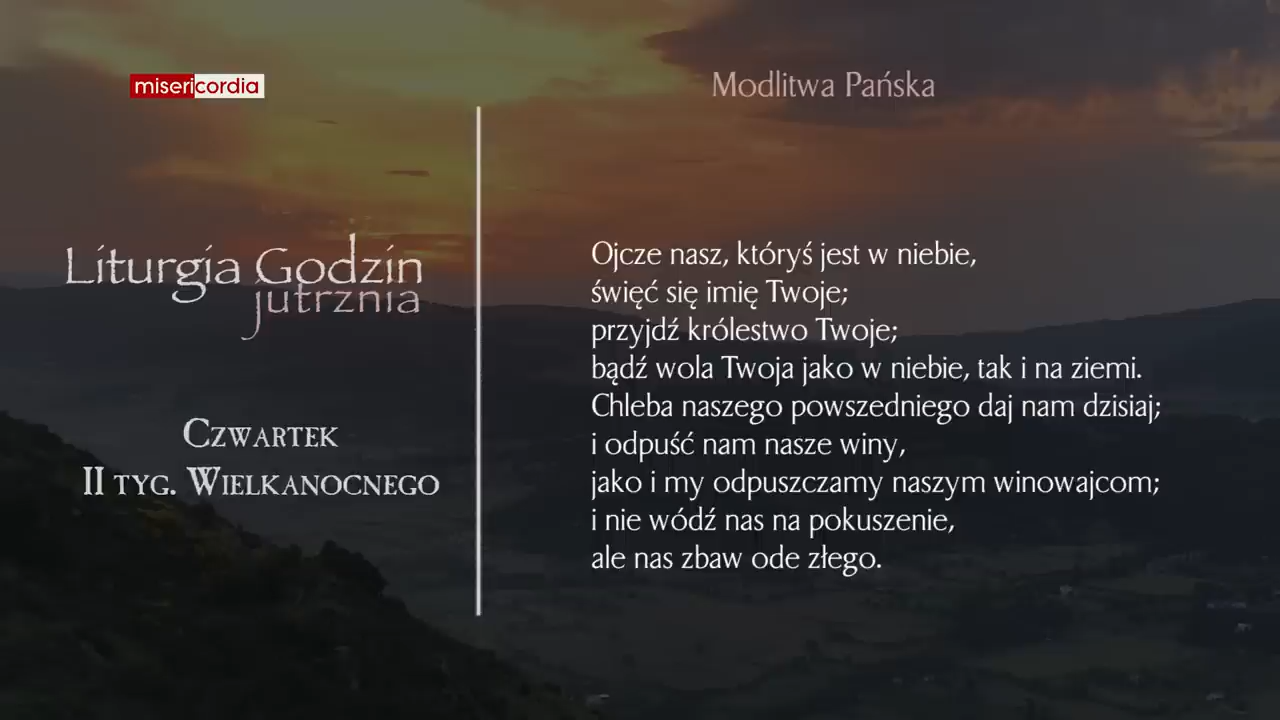 misericordia
Liturgia Godzin
jutrznia
Czwartek
II tyg. Wielkanocnego
Modlitwa Pańska
Ojcze nasz, któryś jest w niebie,
święć się imię Twoje;
przyjdź królestwo Twoje;
bądź wola Twoja jako w niebie, tak i na ziemi.
Chleba naszego powszedniego daj nam dzisiaj;
i odpuść nam nasze winy,
jako i my odpuszczamy naszym winowajcom;
i nie wódź nas na pokuszenie,
ale nas zbaw ode złego.